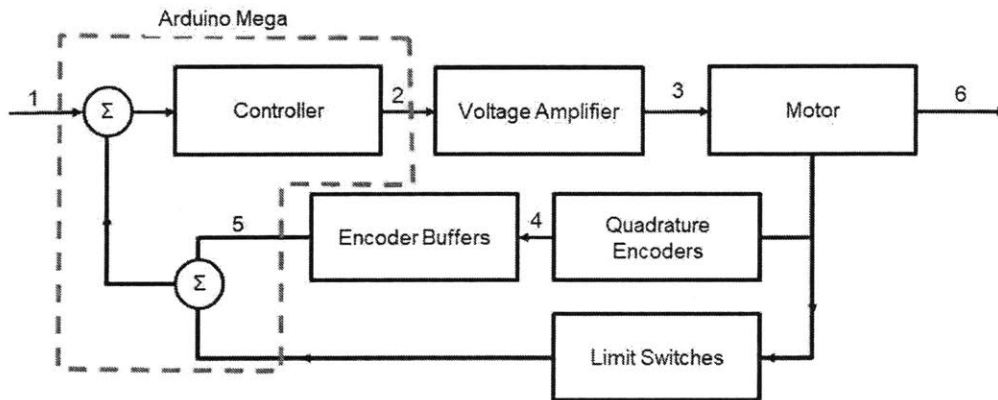 Arduino Mega
1
Σ
Controller
2
Voltage Amplifier
3
Motor
6
5
Encoder Buffers
4
Quadrature
Encoders
Σ
Limit Switches